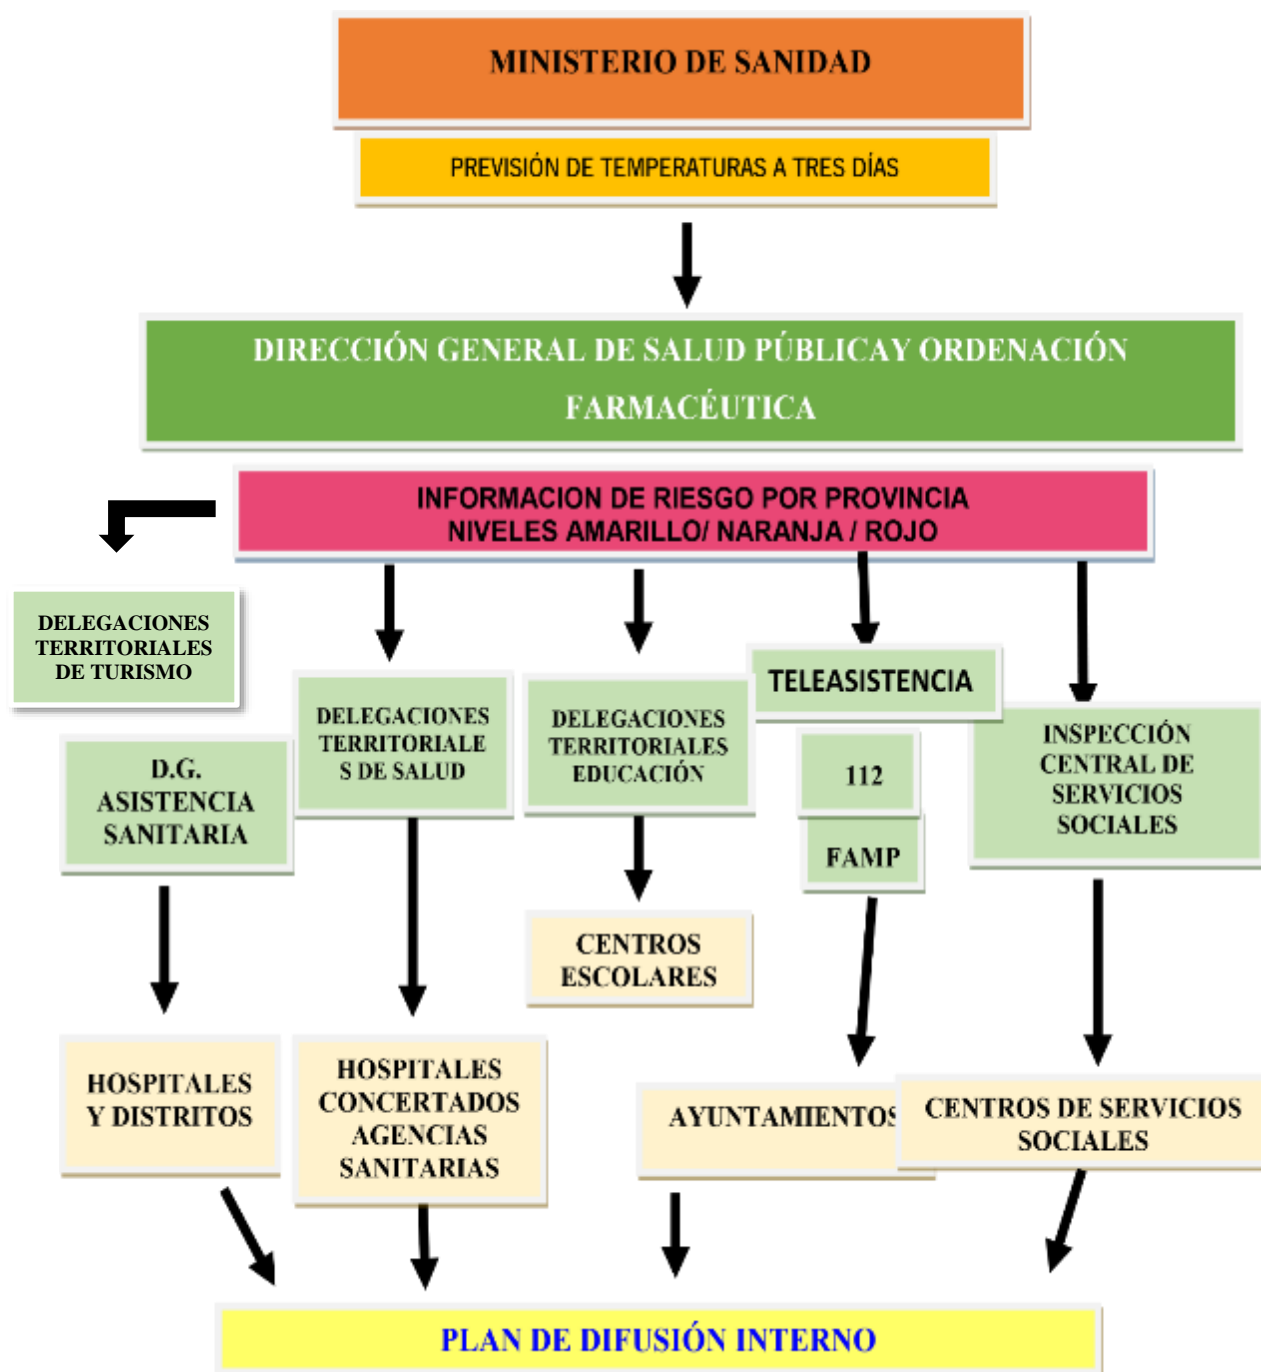 MINISTERIO DE SANIDAD
PREVISIÓN DE TEMPERATURAS A TRES DÍAS
DIRECCIÓN GENERAL DE SALUD PÚBLICAY ORDENACIÓN
FARMACÉUTICA
INFORMACION DE RIESGO POR PROVINCIA
NIVELES AMARILLO/ NARANJA / ROJO
DELEGACIONES
TERRITORIALES
DE TURISMO
D.G.
ASISTENCIA
SANITARIA
DELEGACIONES
TERRITORIALE
S DE SALUD
DELEGACIONES
TERRITORIALES
EDUCACIÓN
TELEASISTENCIA
112
FAMP
INSPECCIÓN
CENTRAL DE
SERVICIOS
SOCIALES
CENTROS
ESCOLARES
HOSPITALES
Y DISTRITOS
HOSPITALES
CONCERTADOS
AGENCIAS
SANITARIAS
AYUNTAMIENTOS
CENTROS DE SERVICIOS
SOCIALES
PLAN DE DIFUSIÓN INTERNO